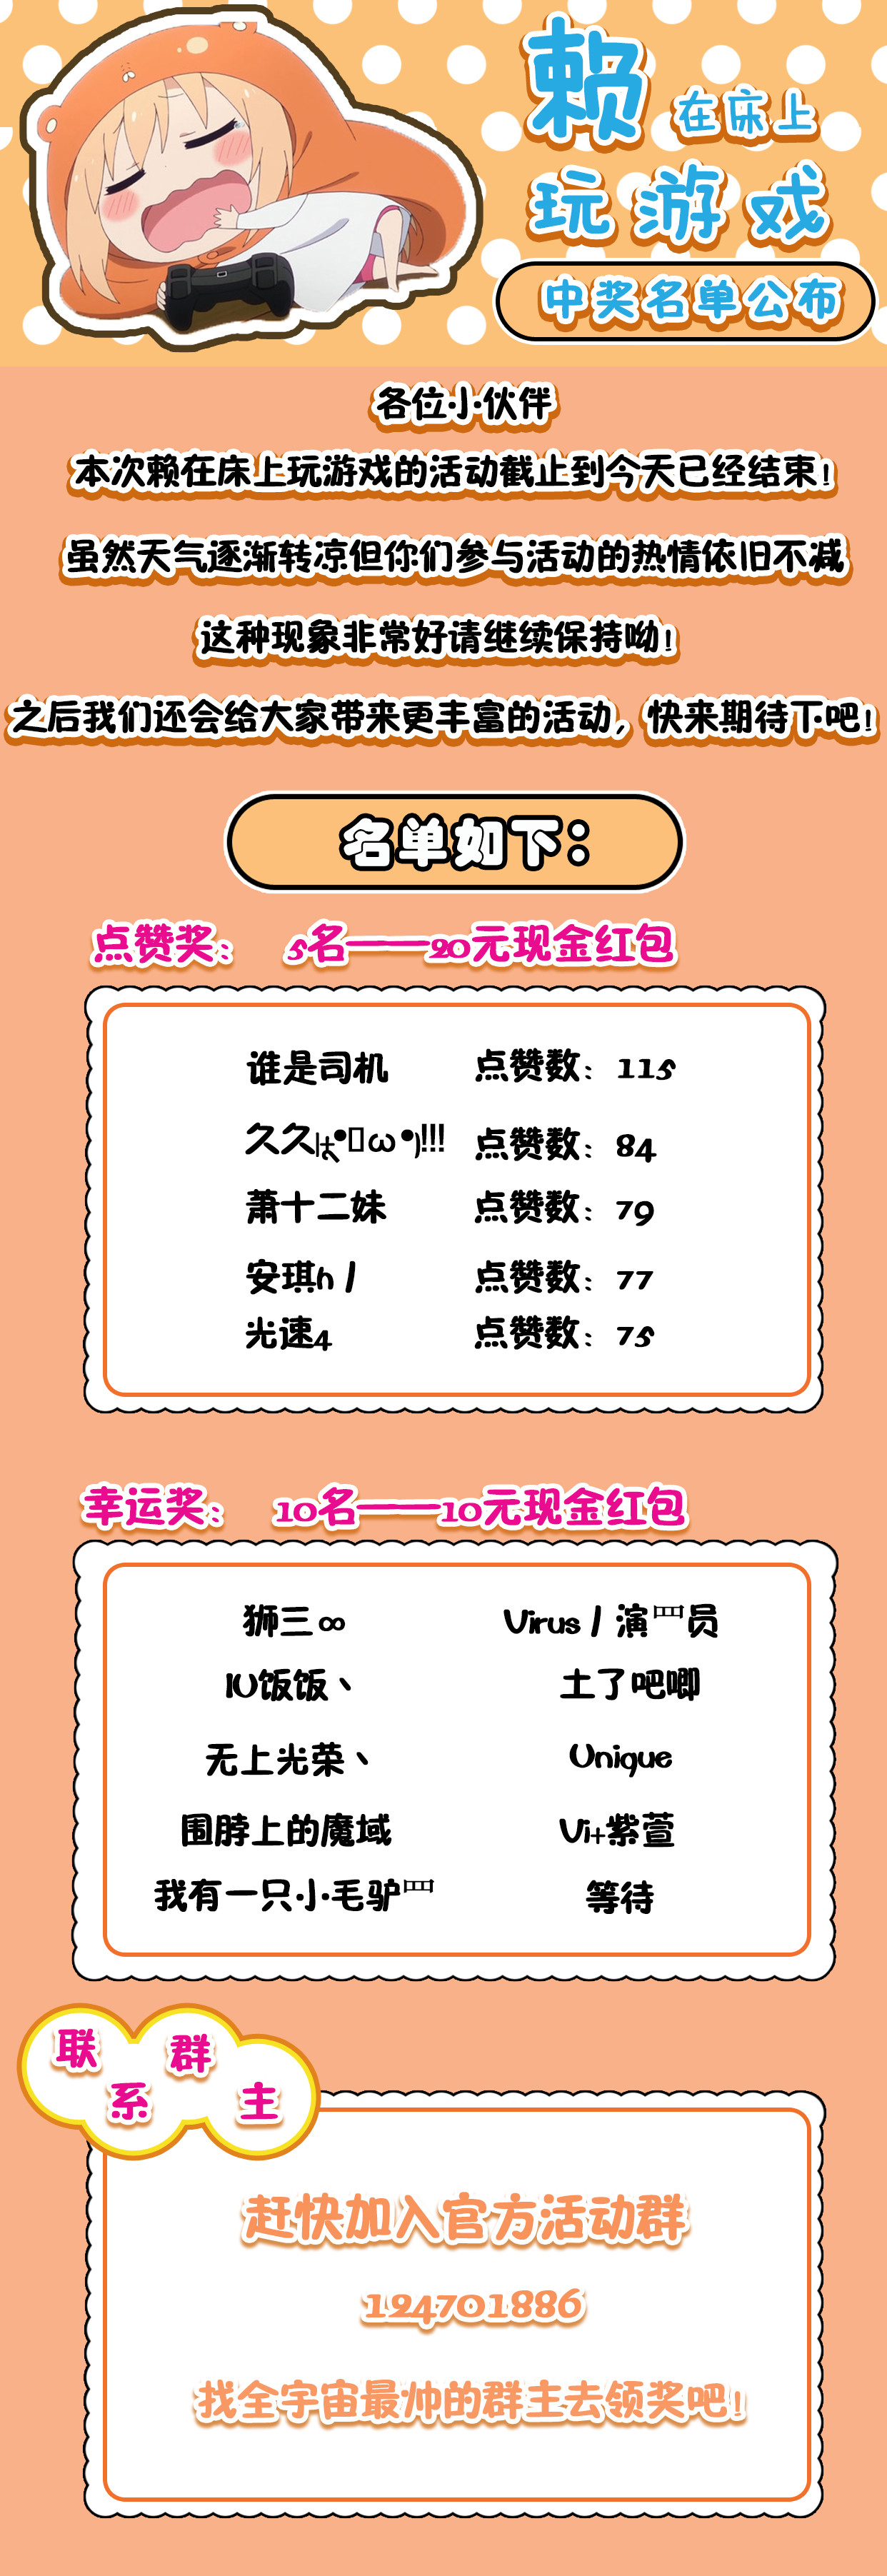 赖在床上
玩游戏
中奖名单公布
各位小伙伴
本次赖在床上玩游戏的活动截止到今天已经结束！
虽然天气逐渐转凉但你们参与活动的热情依旧不减
这种现象非常好请继续保持呦！
之后我们还会给大家带来更丰富的活动，快来期待下吧！
名单如下：
点赞奖： 5名——20元现金红包
谁是司机 点赞数：115
久久 点赞数：84
萧十二妹 点赞数：79
安琪h丿 点赞数：77
光速4 点赞数：75
幸运奖： 10名——10元现金红包
狮三∞ Virus丿演罒员
IU饭饭丶 土了吧唧
无上光荣丶 Unique
围脖上的魔域 Vi+紫萱
我有一只小毛驴罒 等待
联系群主
赶快加入官方活动群
124701886
找全宇宙最帅的群主去领奖吧！